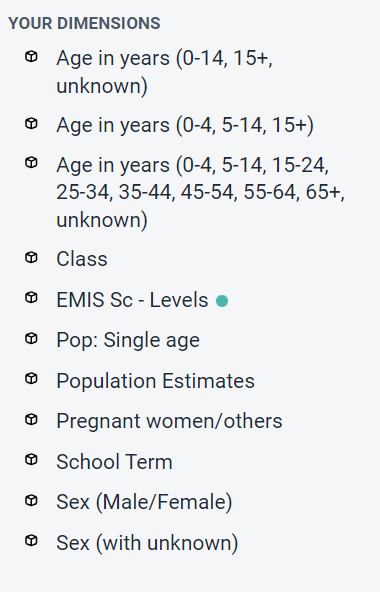 YOUR DIMENSIONS
Age in years (0-14, 15+,
unknown)
Age in years (0-4, 5-14, 15+)
Age in years (0-4, 5-14, 15-24,
25-34, 35-44, 45-54, 55-64, 65+,
unknown)
Class
EMIS Sc - Levels
Pop: Single age
Population Estimates
Pregnant women/others
School Term
Sex (Male/Female)
Sex (with unknown)